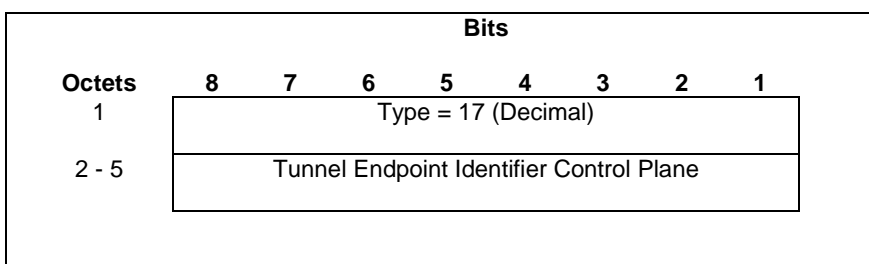 Bits
Octets 8 7 6 5 4 3 2 1
1 Type = 17 (Decimal)
2 - 5 Tunnel Endpoint Identifier Control Plane